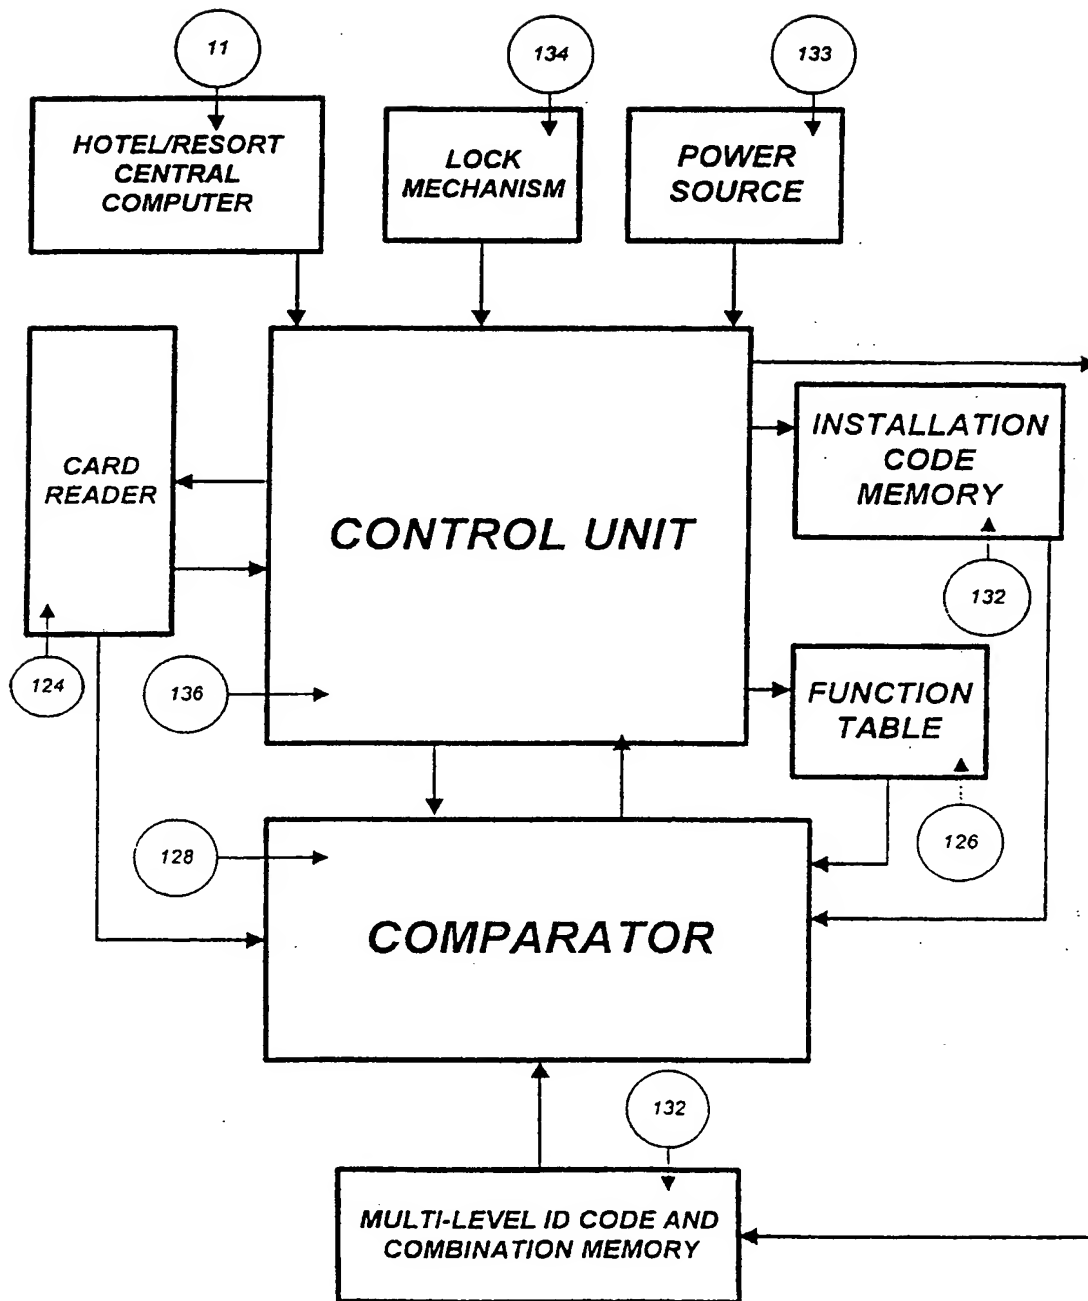 11
134
133
HOTEL/RESORT
CENTRAL
COMPUTER
LOCK
MECHANISM
POWER
SOURCE
CARD
READER
CONTROL UNIT
INSTALLATION
CODE
MEMORY
132
124
136
FUNCTION
TABLE
128
126
COMPARATOR
132
MULTI-LEVEL ID CODE AND
COMBINATION MEMORY